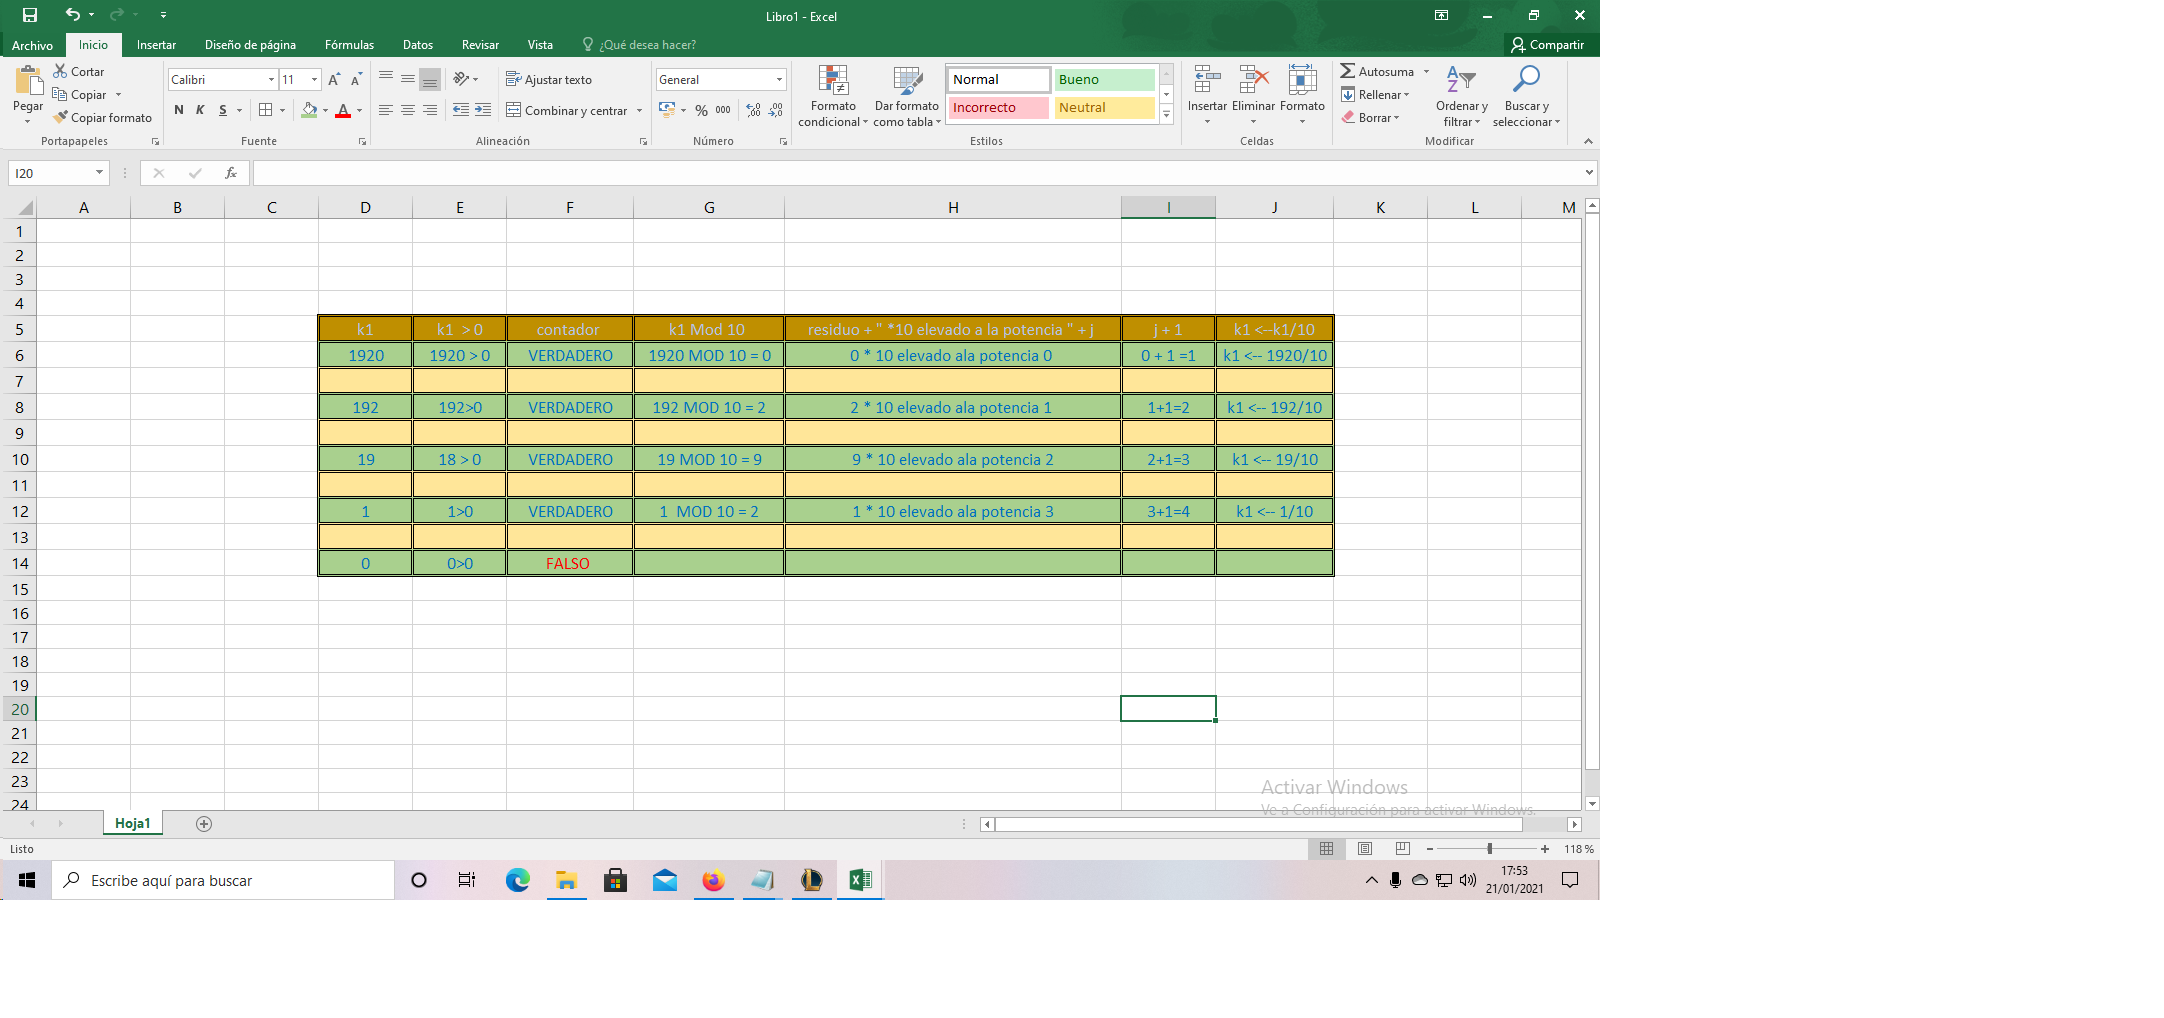 Libro1 - Excel
Archivo Inicio Insertar Diseño de página Fórmulas Datos Revisar Vista ¿Qué desea hacer? Compartir
Pegar Cortar Copiar Copiar formato Portapapeles
Calibri 11 A A N K S A Fuente
Ajustar texto Combinar y centrar Alineación
General % 000 Número
Formato condicional Dar formato como tabla Normal Bueno Incorrecto Neutral Estilos
Insertar Eliminar Formato Celdas
Autosuma Rellenar Borrar Ordenar y filtrar Buscar y seleccionar Modificar
I20 fx
A B C D E F G H I J K L M
1
2
3
4
5 k1 k1 > 0 contador k1 Mod 10 residuo + " *10 elevado a la potencia " + j j + 1 k1 <--k1/10
6 1920 1920 > 0 VERDADERO 1920 MOD 10 = 0 0 * 10 elevado ala potencia 0 0 + 1 =1 k1 <-- 1920/10
7
8 192 192>0 VERDADERO 192 MOD 10 = 2 2 * 10 elevado ala potencia 1 1+1=2 k1 <-- 192/10
9
10 19 18 > 0 VERDADERO 19 MOD 10 = 9 9 * 10 elevado ala potencia 2 2+1=3 k1 <-- 19/10
11
12 1 1>0 VERDADERO 1 MOD 10 = 2 1 * 10 elevado ala potencia 3 3+1=4 k1 <-- 1/10
13
14 0 0>0 FALSO
15
16
17
18
19
20
21
22
23
24
Activar Windows
Ve a Configuración para activar Windows.
Hoja1
Listo 118 %
Escribe aquí para buscar
17:53
21/01/2021